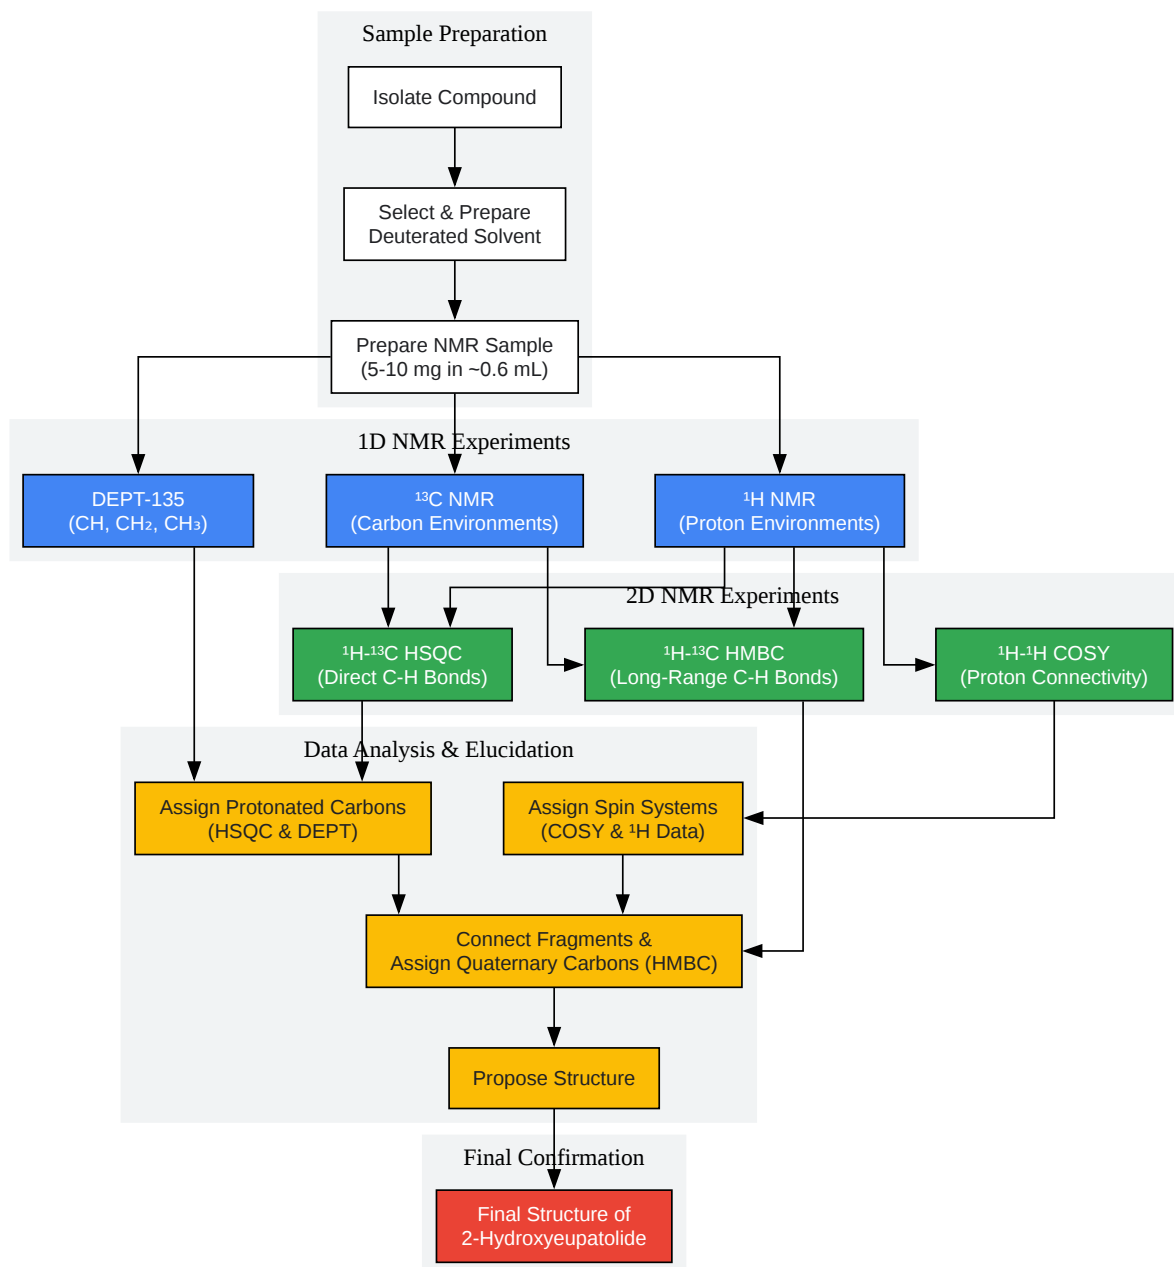 Sample Preparation
Isolate Compound
Select & Prepare
Deuterated Solvent
Prepare NMR Sample
(5-10 mg in ~0.6 mL)
1D NMR Experiments
DEPT-135
(CH, CH₂, CH₃)
¹³C NMR
(Carbon Environments)
¹H NMR
(Proton Environments)
2D NMR Experiments
¹H-¹³C HSQC
(Direct C-H Bonds)
¹H-¹³C HMBC
(Long-Range C-H Bonds)
¹H-¹H COSY
(Proton Connectivity)
Data Analysis & Elucidation
Assign Protonated Carbons
(HSQC & DEPT)
Assign Spin Systems
(COSY & ¹H Data)
Connect Fragments &
Assign Quaternary Carbons (HMBC)
Propose Structure
Final Confirmation
Final Structure of
2-Hydroxyeupatolide